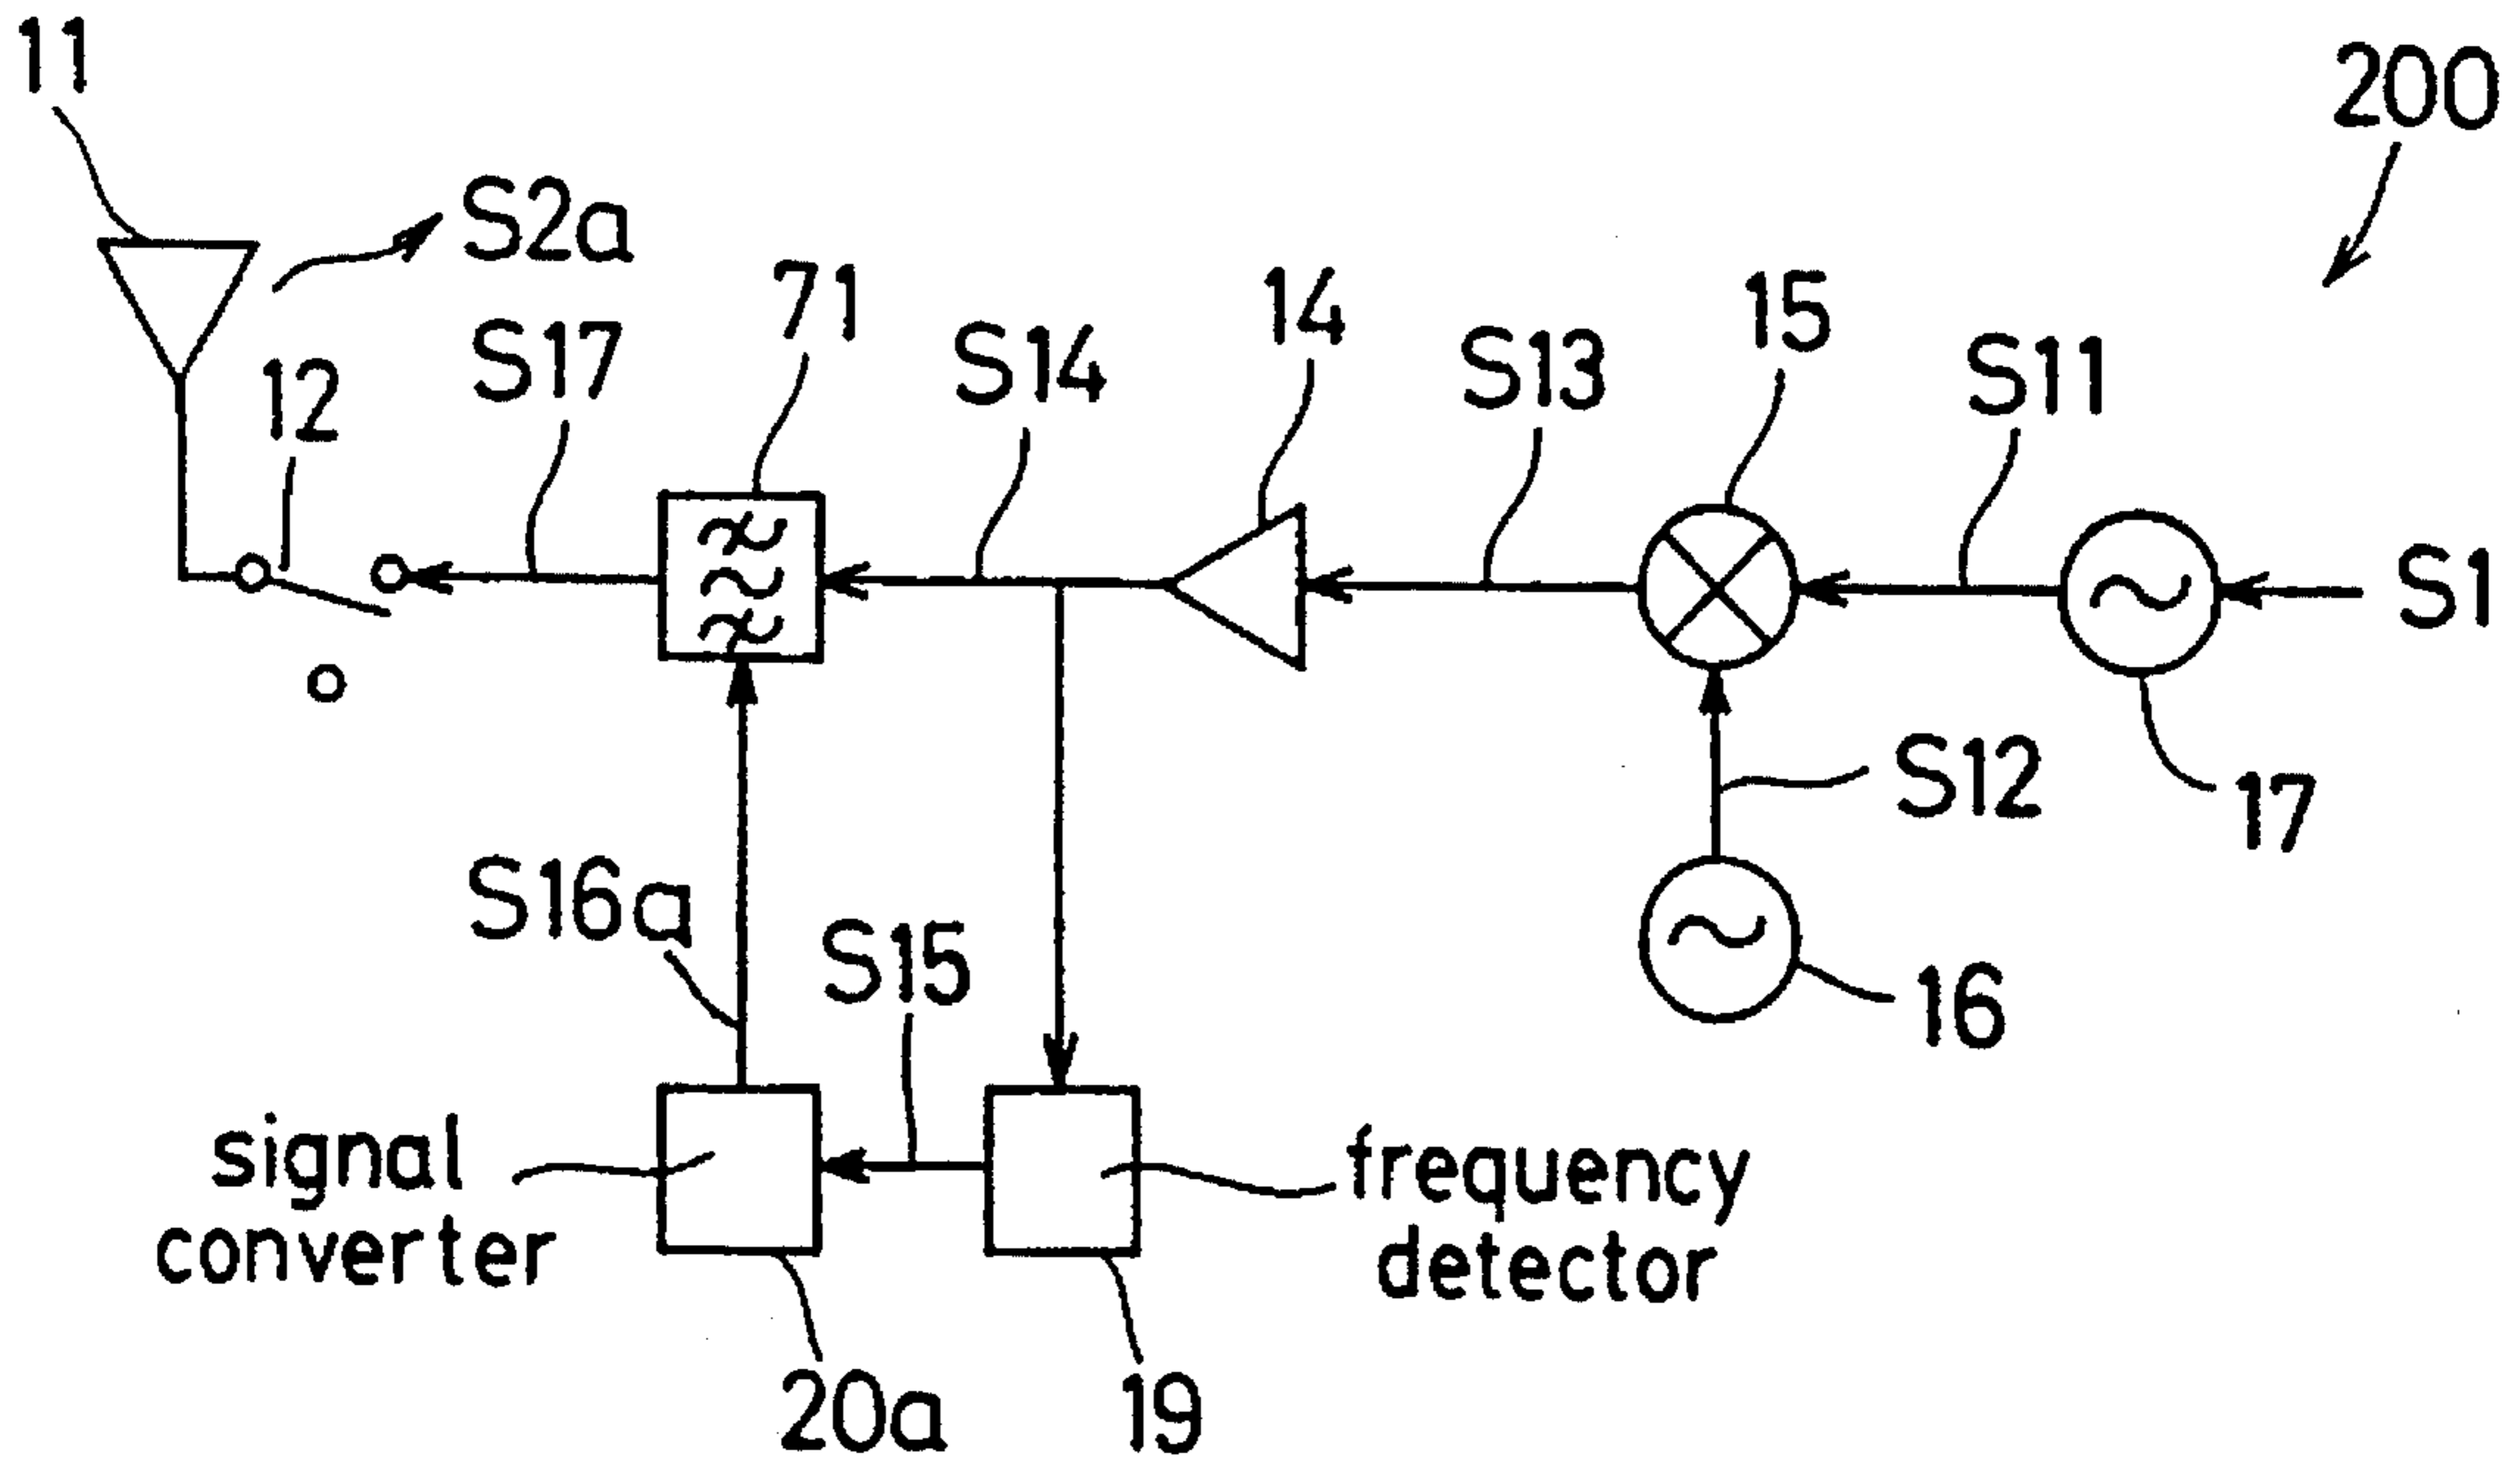 11
200
S2a
71
14
15
S17
S14
S13
S11
12
S1
S12
17
S16a
S15
16
signal
converter
frequency
detector
20a
19